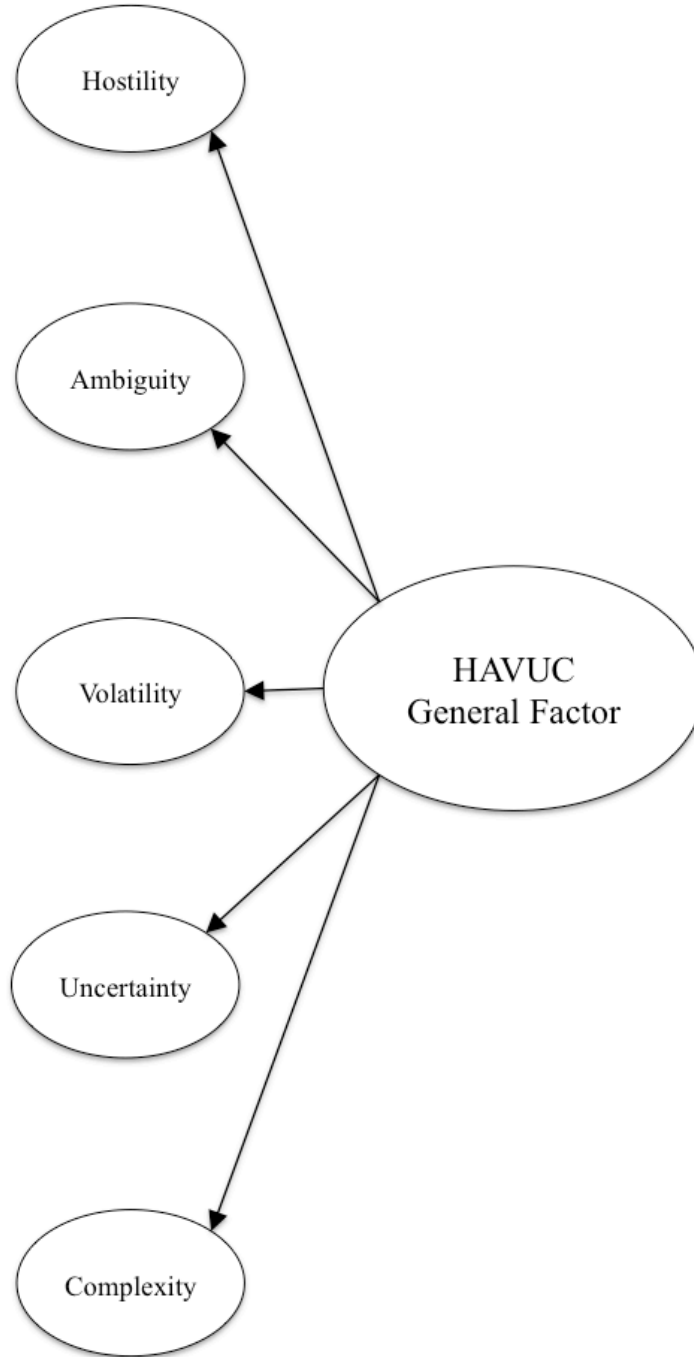 Hostility
Ambiguity
HAVUC
General Factor
Volatility
Uncertainty
Complexity